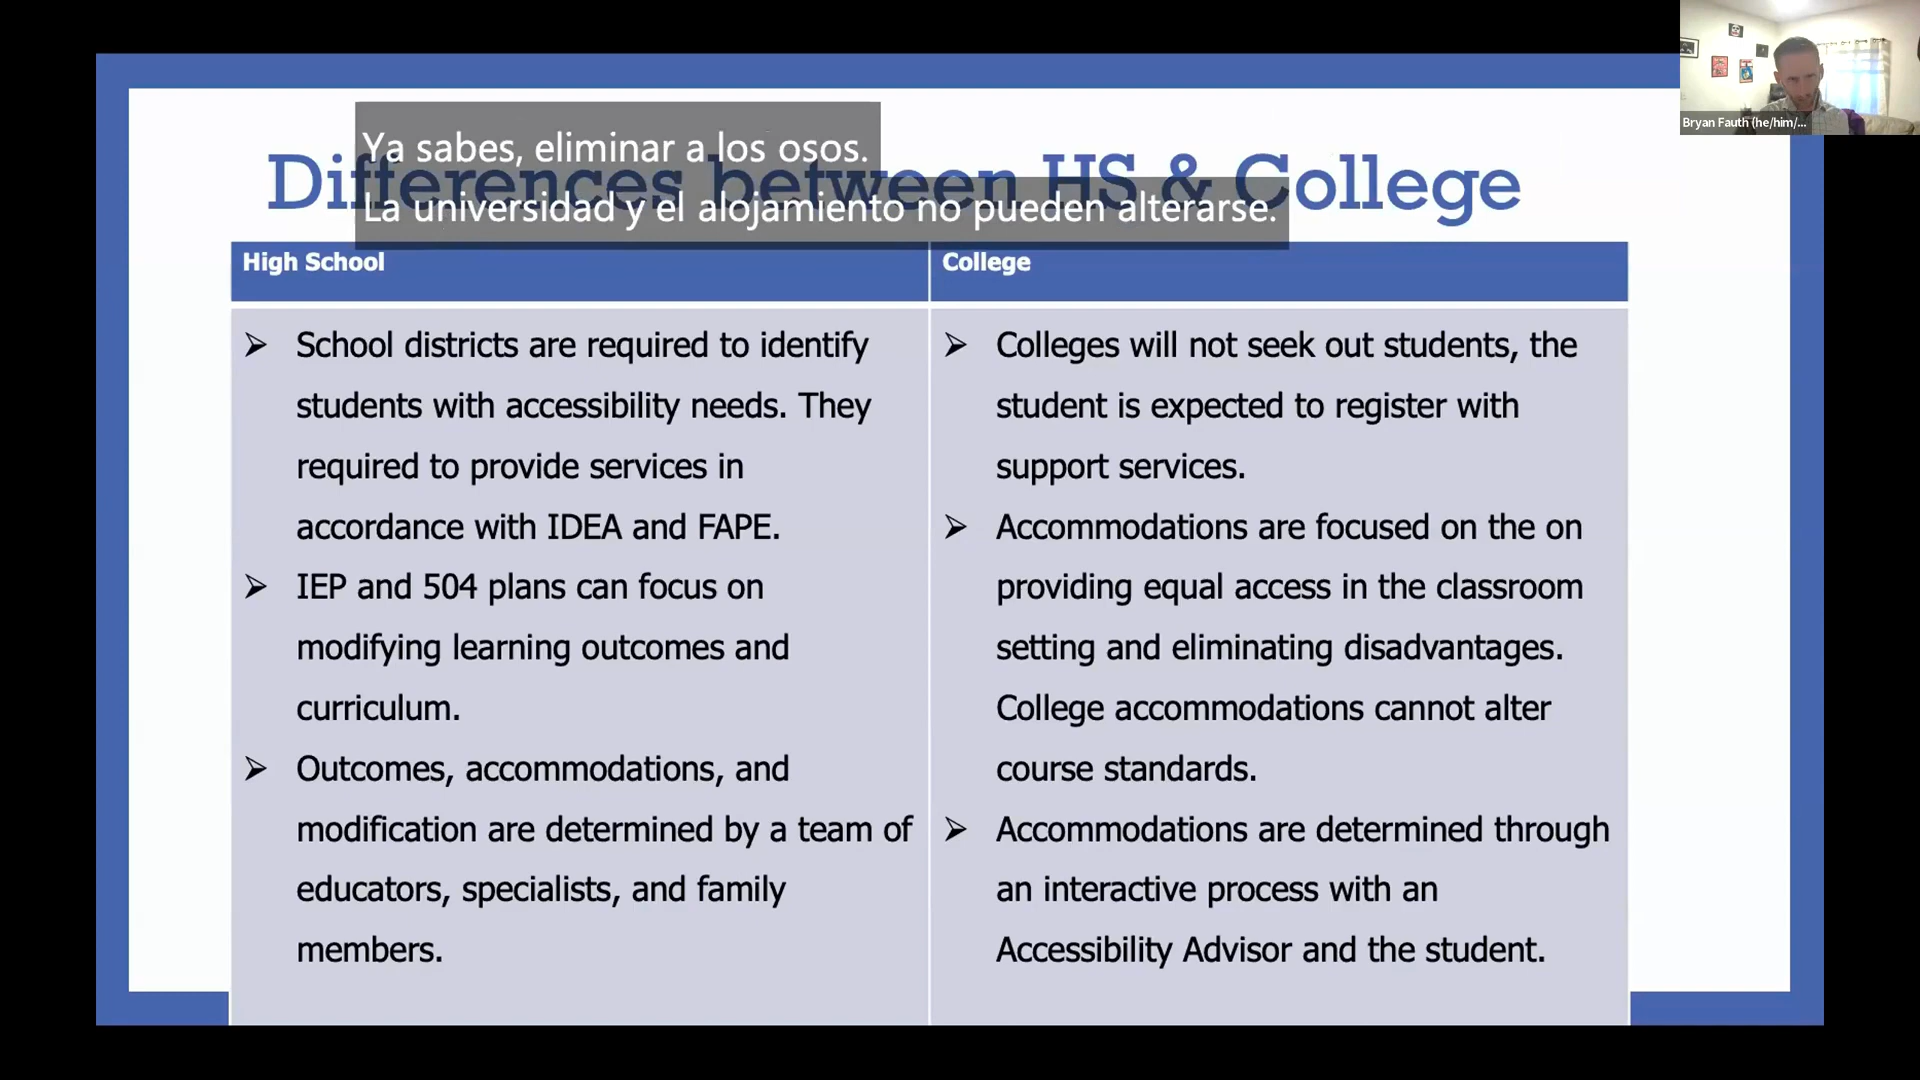 Ya sabes, eliminar a los osos.
Differences between HS & College
La universidad y el alojamiento no pueden alterarse.
High School
College
➢ School districts are required to identify
students with accessibility needs. They
required to provide services in
accordance with IDEA and FAPE.
➢ IEP and 504 plans can focus on
modifying learning outcomes and
curriculum.
➢ Outcomes, accommodations, and
modification are determined by a team of
educators, specialists, and family
members.
➢ Colleges will not seek out students, the
student is expected to register with
support services.
➢ Accommodations are focused on the on
providing equal access in the classroom
setting and eliminating disadvantages.
College accommodations cannot alter
course standards.
➢ Accommodations are determined through
an interactive process with an
Accessibility Advisor and the student.
Bryan Fauth (he/him/...